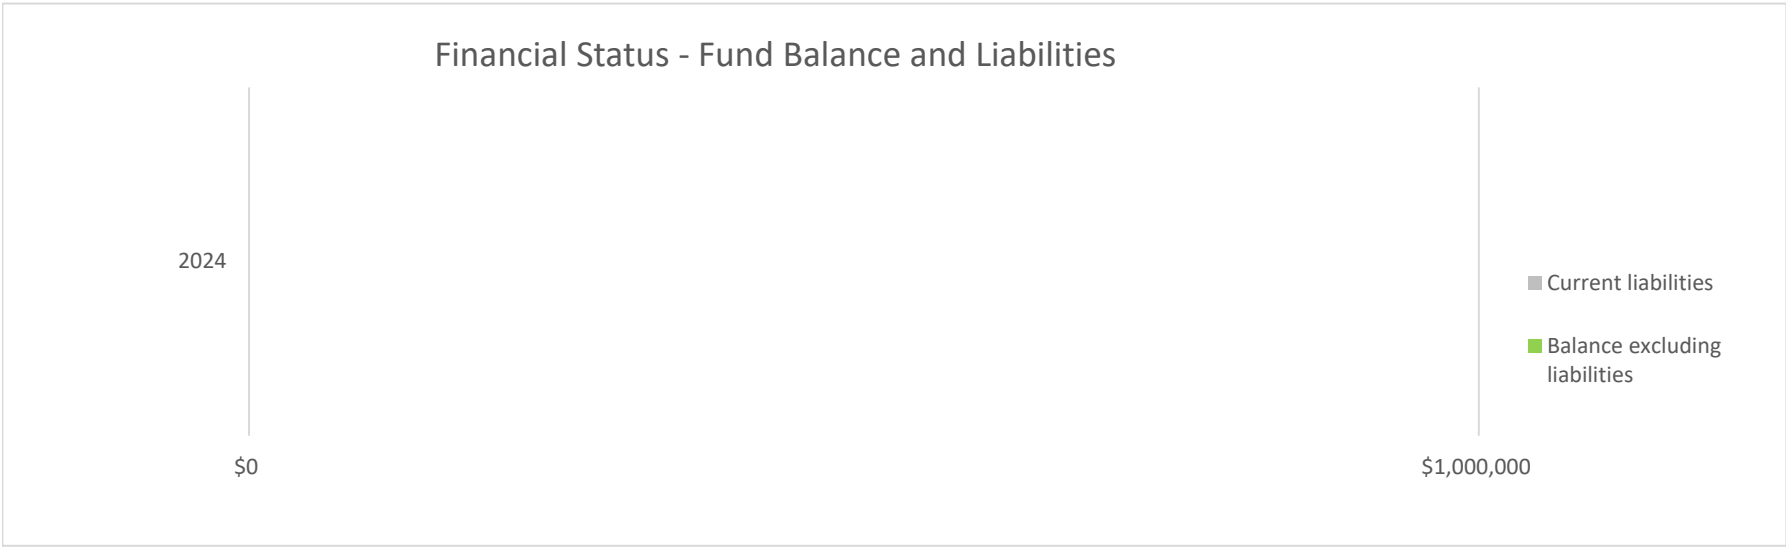 Financial Status - Fund Balance and Liabilities
2024
Current liabilities
Balance excluding
liabilities
$0
$1,000,000